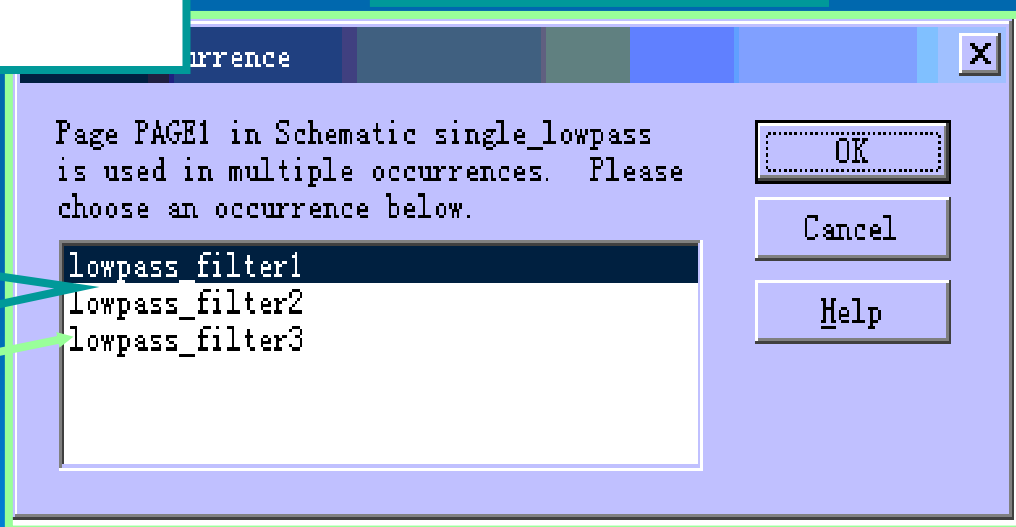 urrence
Page PAGE1 in Schematic single_lowpass
is used in multiple occurrences.  Please
choose an occurrence below.
OK
Cancel
Help
lowpass_filter1
lowpass_filter2
lowpass_filter3